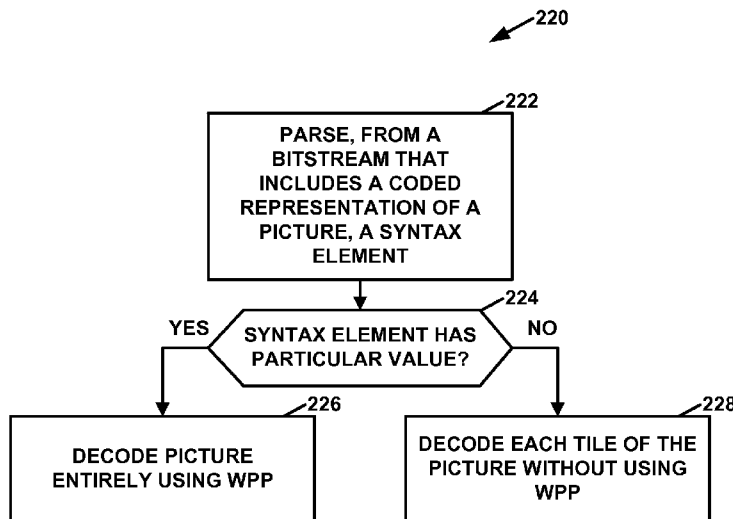 220
222
PARSE, FROM A
BITSTREAM THAT
INCLUDES A CODED
REPRESENTATION OF A
PICTURE, A SYNTAX
ELEMENT
224
YES
SYNTAX ELEMENT HAS
PARTICULAR VALUE?
NO
226
DECODE PICTURE
ENTIRELY USING WPP
228
DECODE EACH TILE OF THE
PICTURE WITHOUT USING
WPP